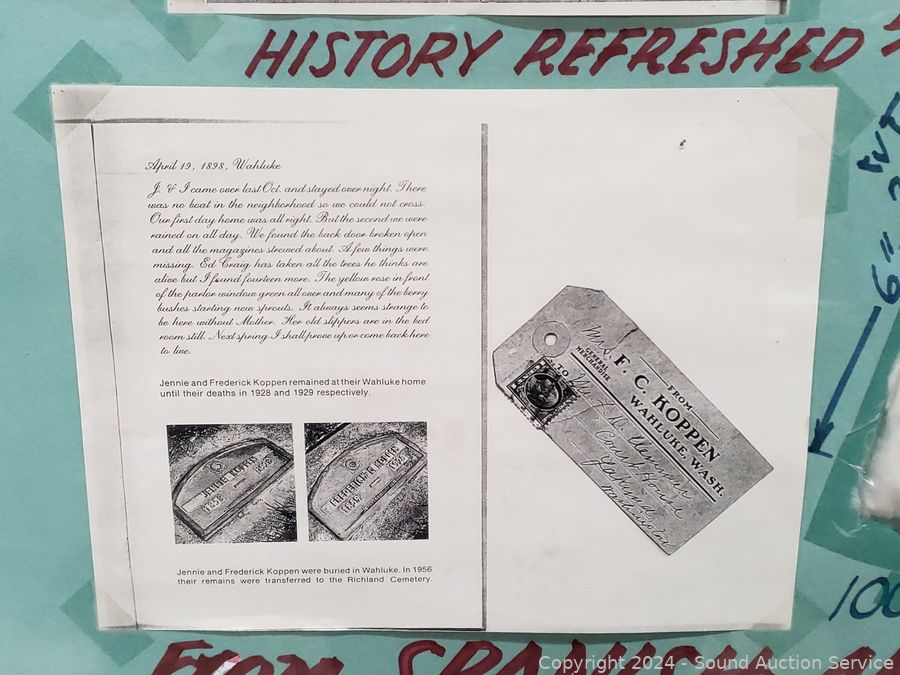 HISTORY REFRESHED
April 19, 1898, Wahluke
J. & I came over last Oct. and stayed over night. There
was no boat in the neighborhood so we could not cross.
Our first day home was all right. But the second we were
rained on all day. We found the back door broken open
and all the magazines strewed about. A few things were
missing. Ed Craig has taken all the trees he thinks are
alive but I found fourteen more. The yellow rose in front
of the parlor window green all over and many of the berry
bushes starting new sprouts. It always seems strange to
be here without Mother. Her old slippers are in the bed
room still. Next spring I shall prove up or come back here
to live.
Jennie and Frederick Koppen remained at their Wahluke home
until their deaths in 1928 and 1929 respectively.
JENNIE KOPPEN
Jennie and Frederick Koppen were buried in Wahluke. In 1956
their remains were transferred to the Richland Cemetery.
FROM
F. C. KOPPEN
GENERAL
MERCHANDISE
WAHLUKE, WASH.
TO
Court House
6"
100
FROM SPANISH
Copyright 2024 - Sound Auction Service